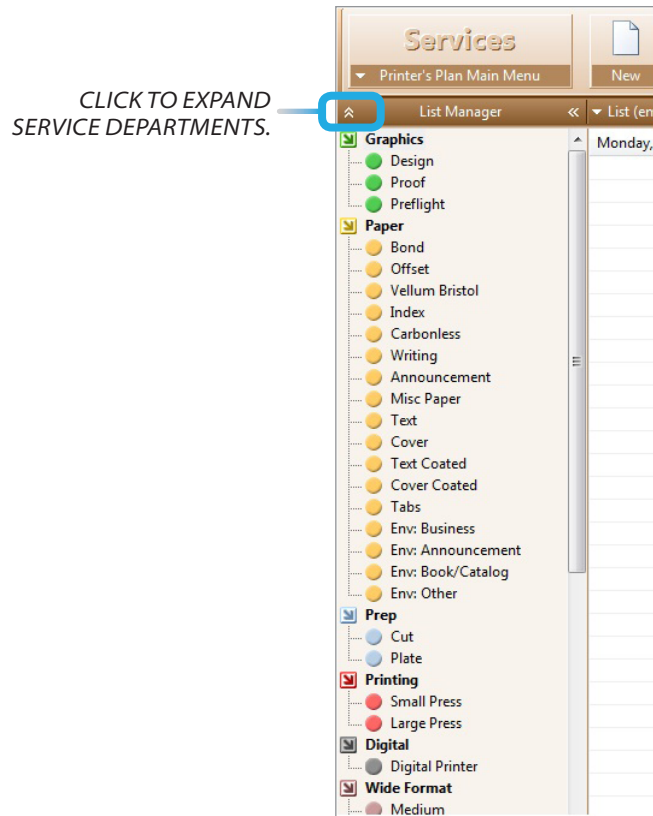 Services
Printer's Plan Main Menu
New
CLICK TO EXPAND
SERVICE DEPARTMENTS.
List Manager
List (em
Monday,
Graphics
Design
Proof
Preflight
Paper
Bond
Offset
Vellum Bristol
Index
Carbonless
Writing
Announcement
Misc Paper
Text
Cover
Text Coated
Cover Coated
Tabs
Env: Business
Env: Announcement
Env: Book/Catalog
Env: Other
Prep
Cut
Plate
Printing
Small Press
Large Press
Digital
Digital Printer
Wide Format
Medium